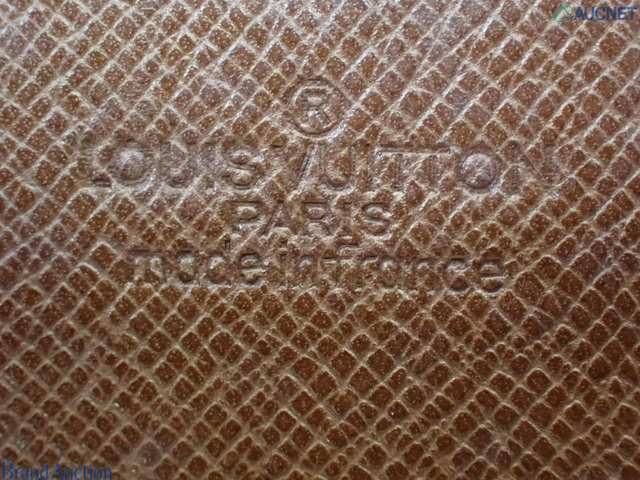 AUCNET
®
LOUIS VUITTON
PARIS
made in france
Brand Auction